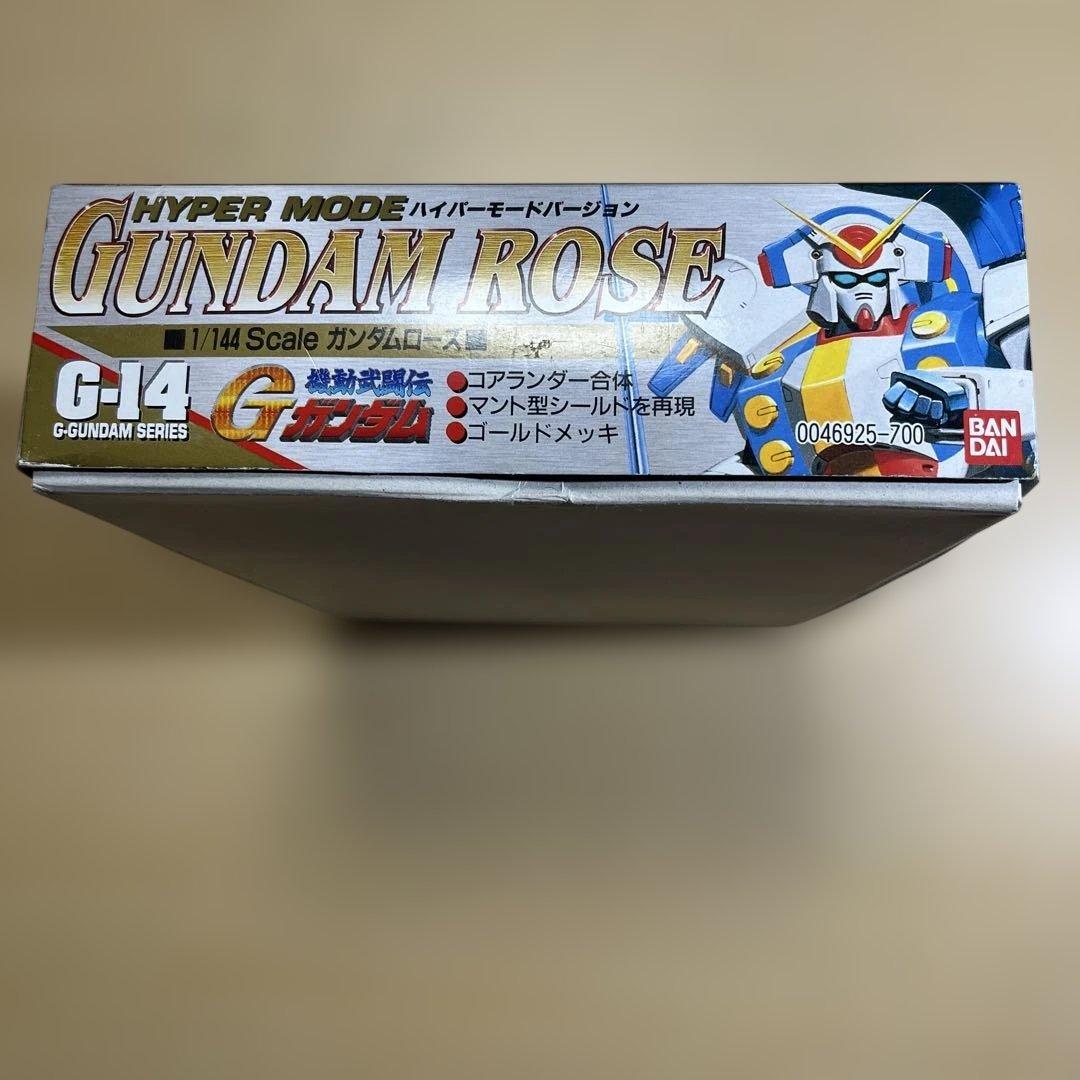 HYPER MODE ハイパーモードバージョン
GUNDAM ROSE
■1/144 Scale ガンダムローズ
G-14
G-GUNDAM SERIES
機動武闘伝
Gガンダム
●コアランダー合体
●マント型シールドを再現
●ゴールドメッキ
0046925-700
BAN
DAI